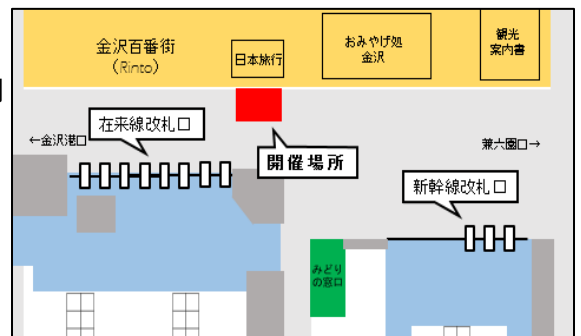 金沢百番街
（Rinto）
日本旅行
おみやげ処
金沢
観光
案内書
在来線改札口
←金沢港口
開催場所
兼六園口→
新幹線改札口
みどり
の窓口